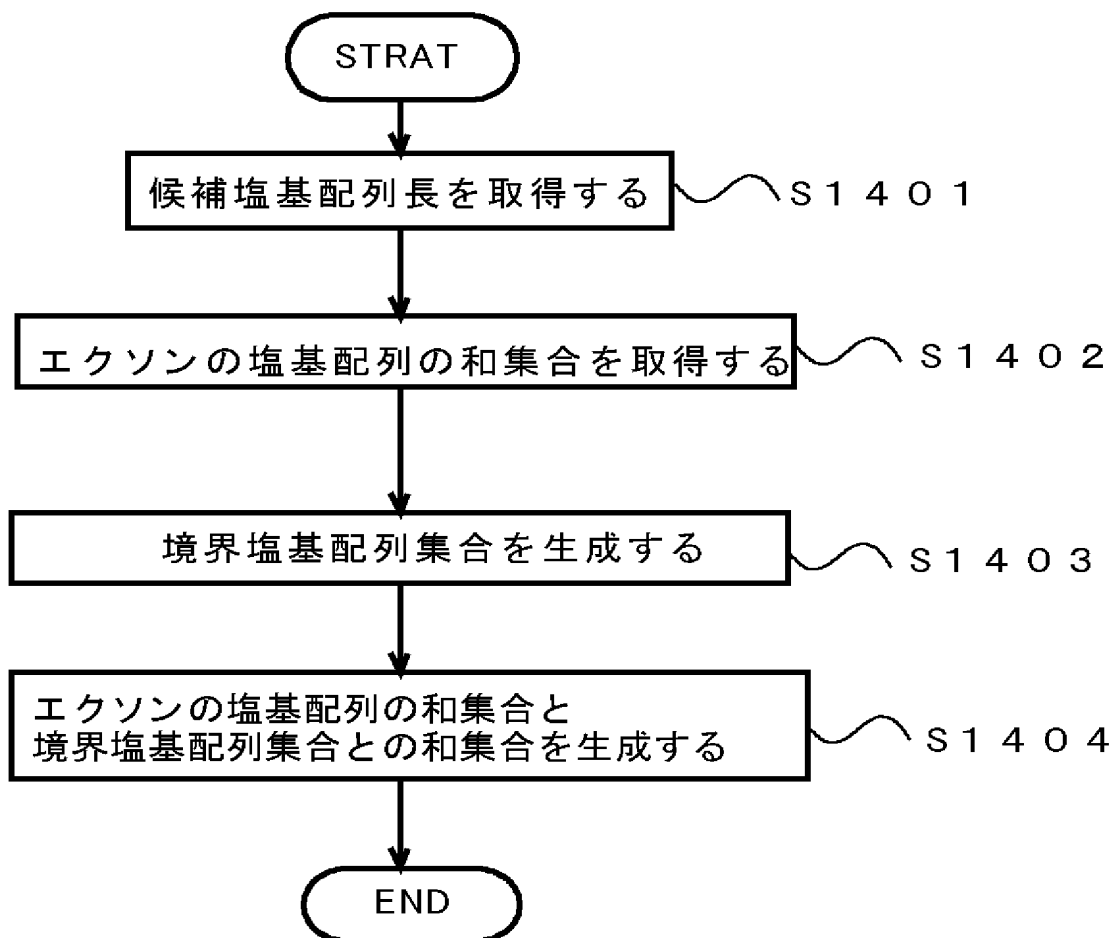 STRAT
候補塩基配列長を取得する
S1401
エクソンの塩基配列の和集合を取得する
S1402
境界塩基配列集合を生成する
S1403
エクソンの塩基配列の和集合と
境界塩基配列集合との和集合を生成する
S1404
END